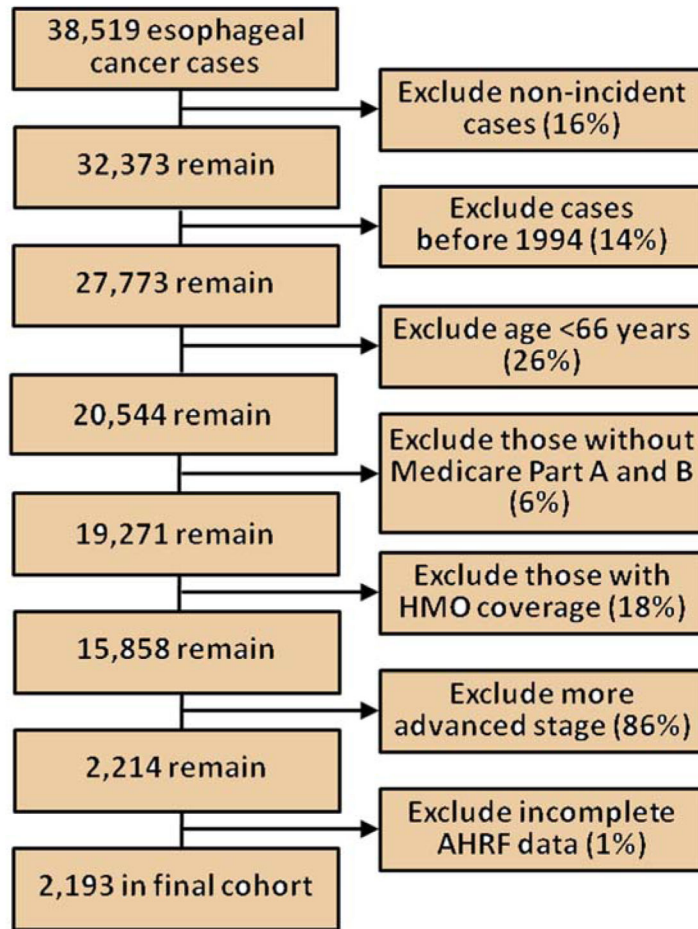 38,519 esophageal
cancer cases
Exclude non-incident
cases (16%)
32,373 remain
Exclude cases
before 1994 (14%)
27,773 remain
Exclude age <66 years
(26%)
20,544 remain
Exclude those without
Medicare Part A and B
(6%)
19,271 remain
Exclude those with
HMO coverage (18%)
15,858 remain
Exclude more
advanced stage (86%)
2,214 remain
Exclude incomplete
AHRF data (1%)
2,193 in final cohort